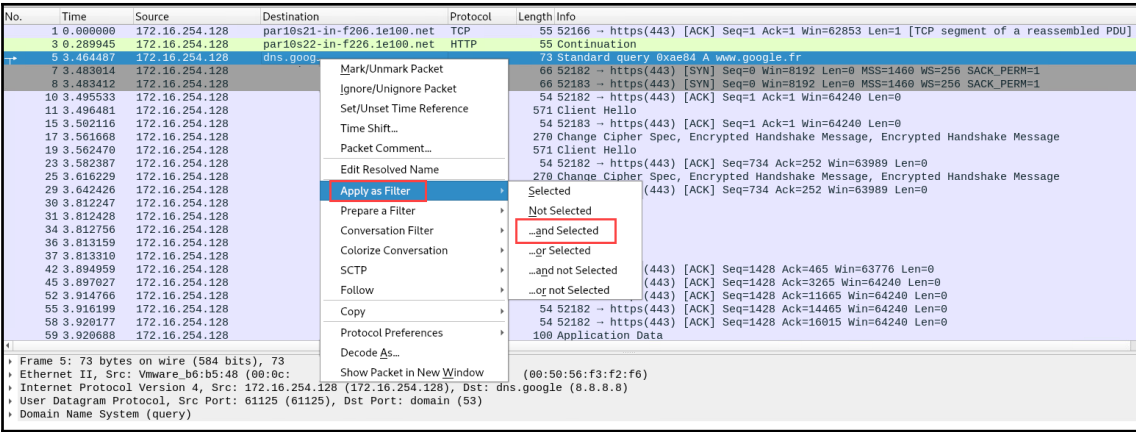 No. Time Source Destination Protocol Length Info
1 0.000000 172.16.254.128 par10s21-in-f206.1e100.net TCP 55 52166 → https(443) [ACK] Seq=1 Ack=1 Win=62853 Len=1 [TCP segment of a reassembled PDU]
3 0.289945 172.16.254.128 par10s22-in-f206.1e100.net HTTP 55 Continuation
5 3.464487 172.16.254.128 dns.goog 73 Standard query 0xae84 A www.google.fr
7 3.483014 172.16.254.128 Mark/Unmark Packet 66 52182 → https(443) [SYN] Seq=0 Win=8192 Len=0 MSS=1460 WS=256 SACK_PERM=1
8 3.483412 172.16.254.128 Ignore/Unignore Packet 66 52183 → https(443) [SYN] Seq=0 Win=8192 Len=0 MSS=1460 WS=256 SACK_PERM=1
10 3.495533 172.16.254.128 54 52182 → https(443) [ACK] Seq=1 Ack=1 Win=64240 Len=0
11 3.496481 172.16.254.128 Set/Unset Time Reference 571 Client Hello
15 3.502116 172.16.254.128 Time Shift... 54 52183 → https(443) [ACK] Seq=1 Ack=1 Win=64240 Len=0
17 3.561668 172.16.254.128 270 Change Cipher Spec, Encrypted Handshake Message, Encrypted Handshake Message
19 3.562470 172.16.254.128 Packet Comment... 571 Client Hello
23 3.582387 172.16.254.128 Edit Resolved Name 54 52182 → https(443) [ACK] Seq=734 Ack=252 Win=63989 Len=0
25 3.616229 172.16.254.128 270 Change Cipher Spec, Encrypted Handshake Message, Encrypted Handshake Message
29 3.642426 172.16.254.128 Apply as Filter Selected (443) [ACK] Seq=734 Ack=252 Win=63989 Len=0
30 3.812247 172.16.254.128
31 3.812428 172.16.254.128 Prepare a Filter Not Selected
34 3.812756 172.16.254.128 Conversation Filter ...and Selected
36 3.813159 172.16.254.128
37 3.813310 172.16.254.128 Colorize Conversation ...or Selected
42 3.894959 172.16.254.128 SCTP ...and not Selected (443) [ACK] Seq=1428 Ack=465 Win=63776 Len=0
45 3.897027 172.16.254.128 Follow ...or not Selected (443) [ACK] Seq=1428 Ack=3265 Win=64240 Len=0
52 3.914766 172.16.254.128 (443) [ACK] Seq=1428 Ack=11665 Win=64240 Len=0
55 3.916199 172.16.254.128 Copy 54 52182 → https(443) [ACK] Seq=1428 Ack=14465 Win=64240 Len=0
58 3.920177 172.16.254.128 54 52182 → https(443) [ACK] Seq=1428 Ack=16015 Win=64240 Len=0
59 3.920688 172.16.254.128 Protocol Preferences 100 Application Data
Decode As...
Frame 5: 73 bytes on wire (584 bits), 73
Ethernet II, Src: Vmware_b6:b5:48 (00:0c: Show Packet in New Window (00:50:56:f3:f2:f6)
Internet Protocol Version 4, Src: 172.16.254.128 (172.16.254.128), Dst: dns.google (8.8.8.8)
User Datagram Protocol, Src Port: 61125 (61125), Dst Port: domain (53)
Domain Name System (query)